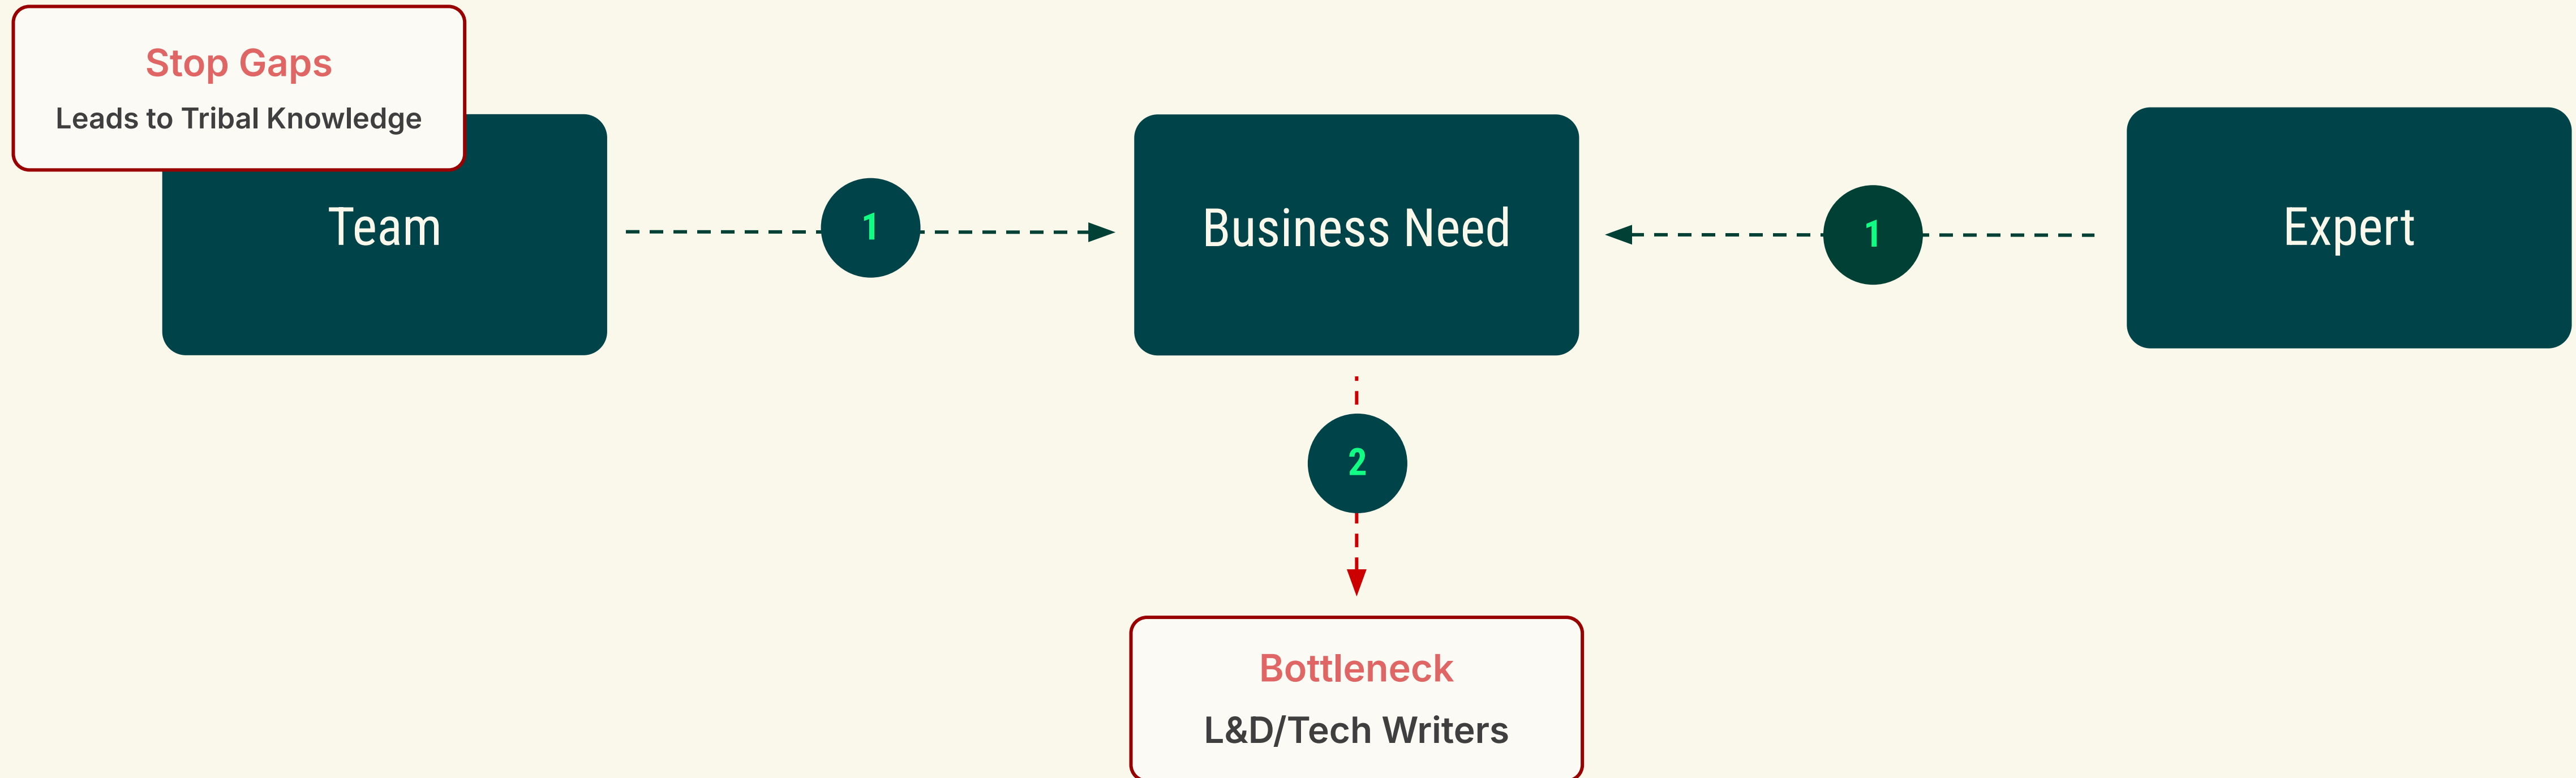 Stop Gaps
Leads to Tribal Knowledge
Team
1
Business Need
1
Expert
2
Bottleneck
L&D/Tech Writers